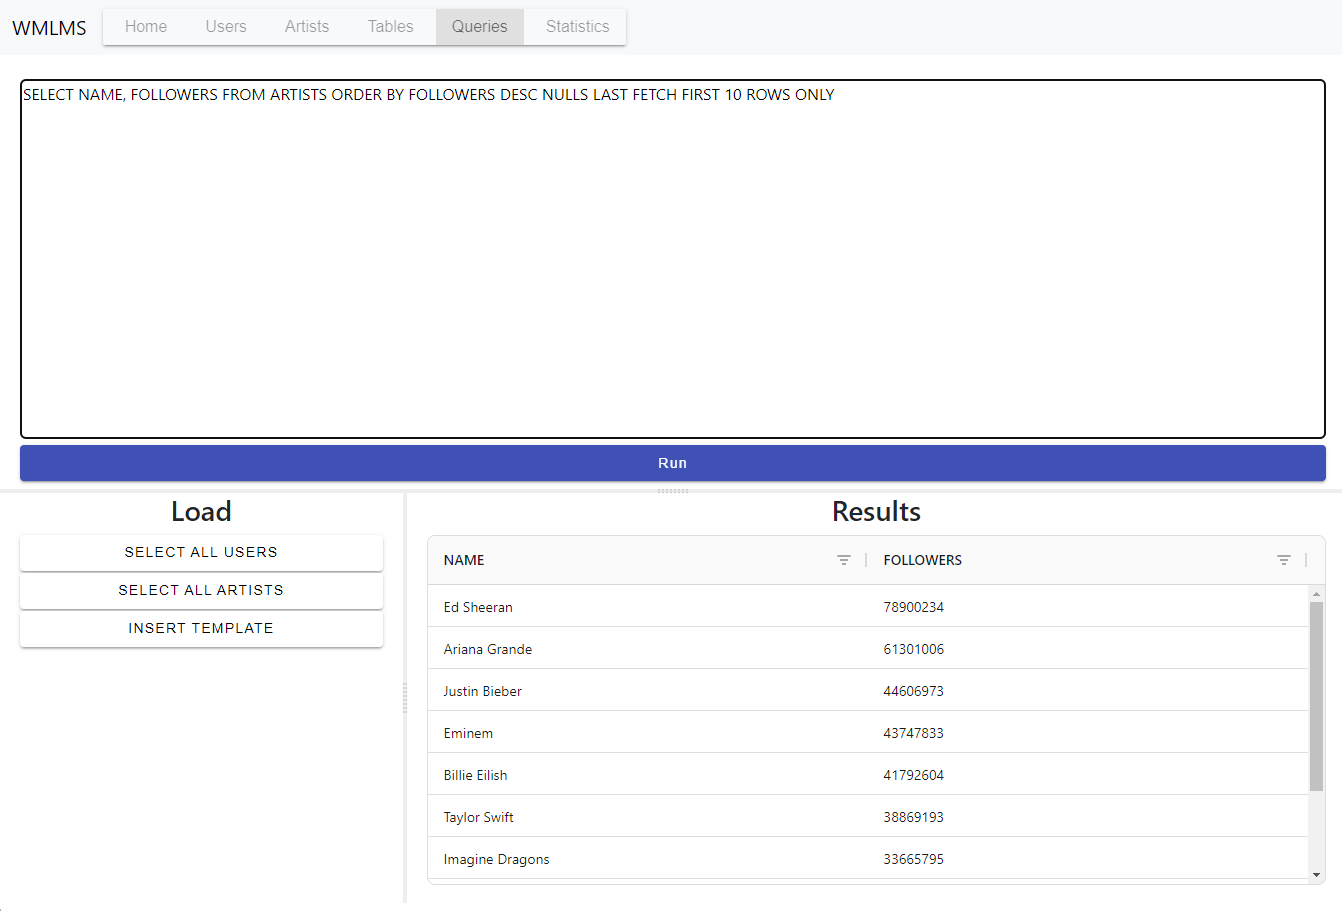 WMLMS Home Users Artists Tables Queries Statistics
SELECT NAME, FOLLOWERS FROM ARTISTS ORDER BY FOLLOWERS DESC NULLS LAST FETCH FIRST 10 ROWS ONLY
Run
Load
SELECT ALL USERS
SELECT ALL ARTISTS
INSERT TEMPLATE
Results
NAME FOLLOWERS
Ed Sheeran 78900234
Ariana Grande 61301006
Justin Bieber 44606973
Eminem 43747833
Billie Eilish 41792604
Taylor Swift 38869193
Imagine Dragons 33665795